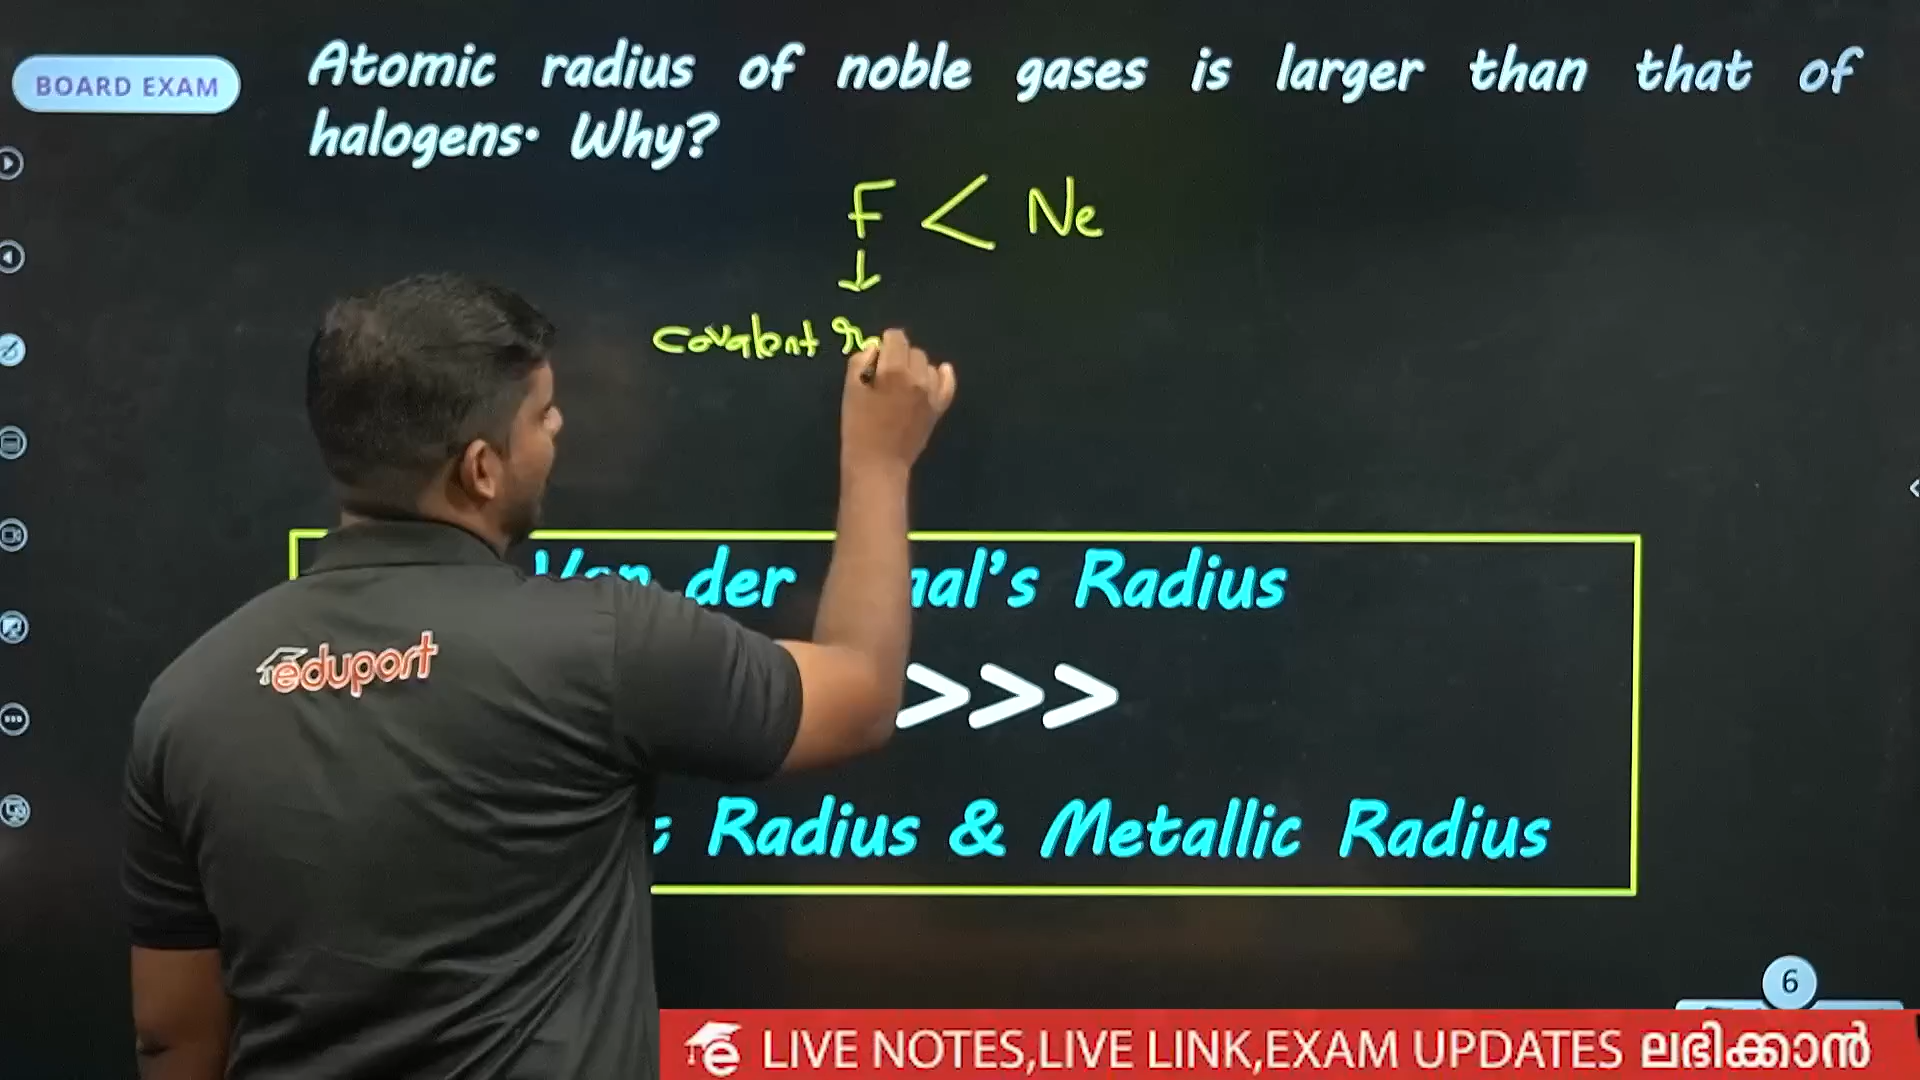 BOARD EXAM
Atomic radius of noble gases is larger than that of
halogens. Why?
F < Ne
↓
Covalent
der Radius
>>>
Radius & Metallic Radius
eduport
6
LIVE NOTES,LIVE LINK,EXAM UPDATES ലഭിക്കാൻ